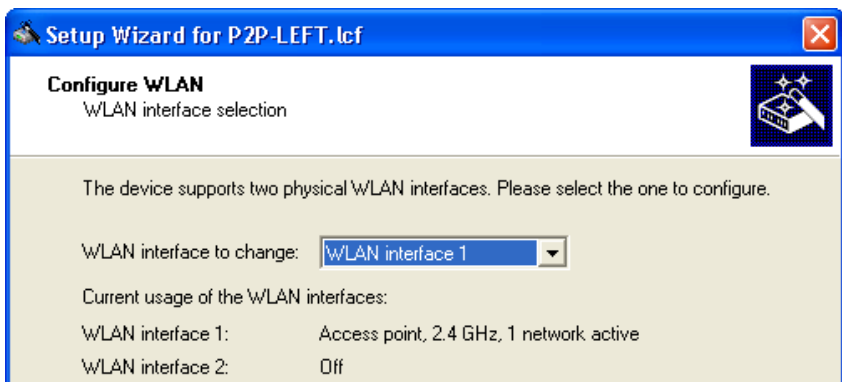 Setup Wizard for P2P-LEFT.lcf
Configure WLAN
WLAN interface selection
The device supports two physical WLAN interfaces. Please select the one to configure.
WLAN interface to change: WLAN interface 1
Current usage of the WLAN interfaces:
WLAN interface 1: Access point, 2.4 GHz, 1 network active
WLAN interface 2: Off